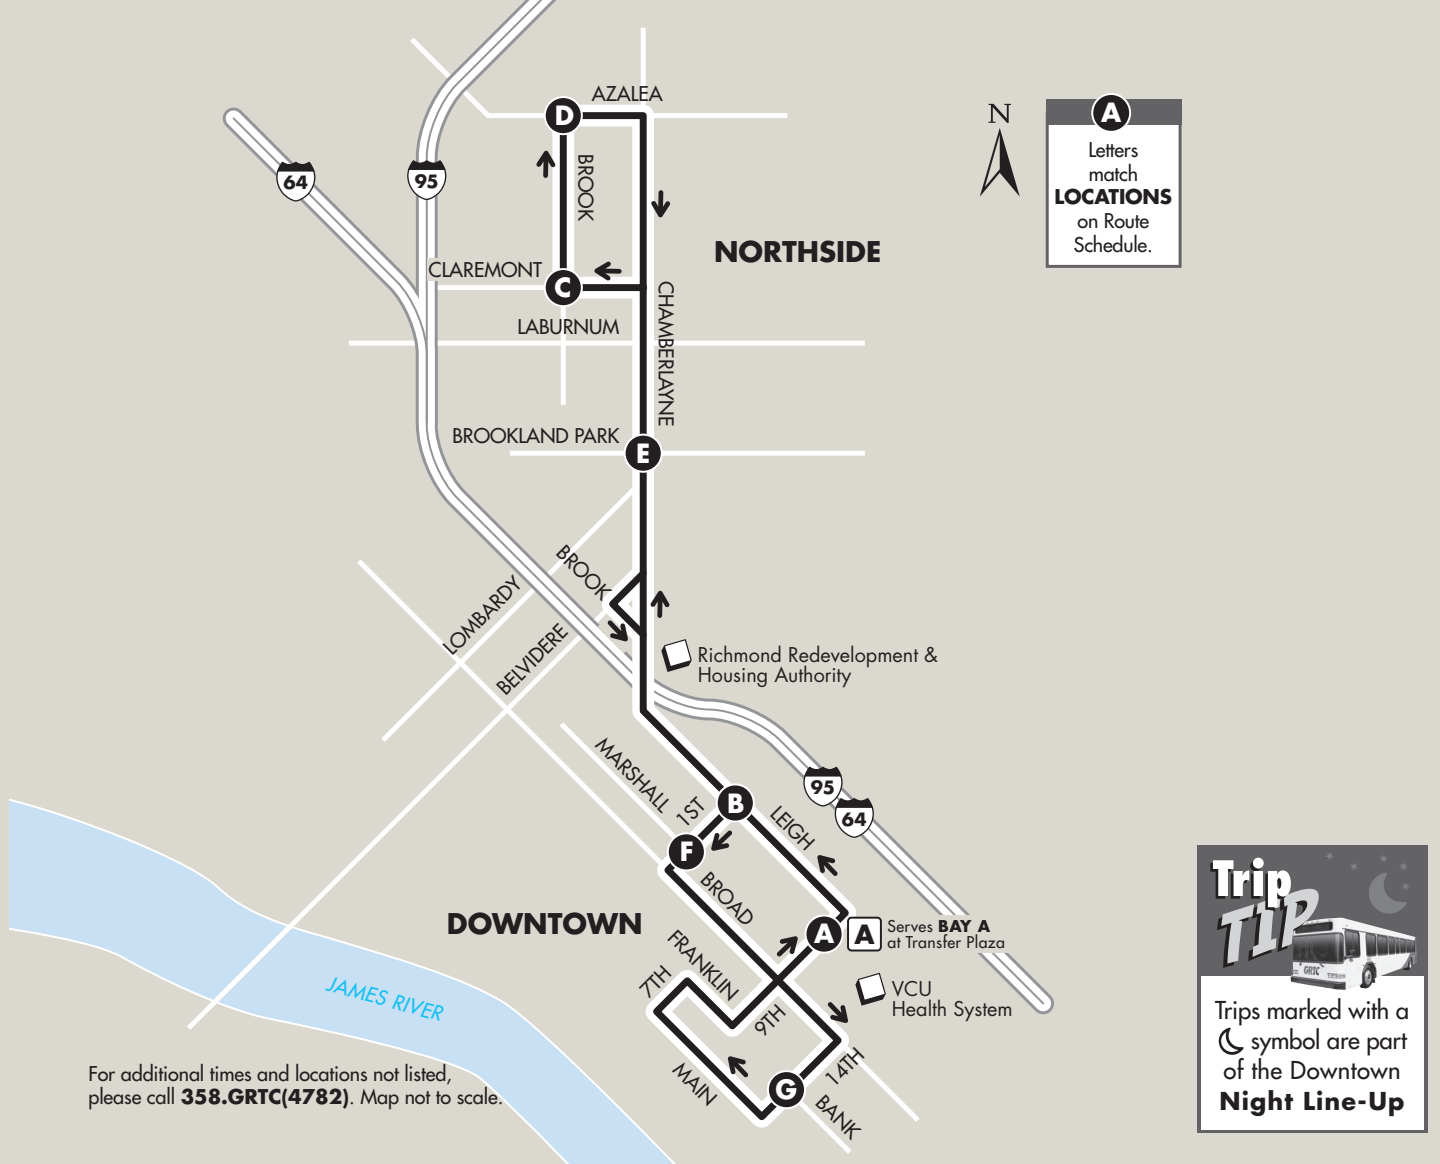 AZALEA
D
N
A
Letters
match
LOCATIONS
on Route
Schedule.
64
95
BROOK
NORTHSIDE
CLAREMONT
C
CHAMBERLAYNE
LABURNUM
BROOKLAND PARK
E
BROOK
LOMBARDY
BELVIDERE
Richmond Redevelopment &
Housing Authority
MARSHALL
1ST
B
LEIGH
95
64
F
BROAD
DOWNTOWN
A
A
Serves BAY A
at Transfer Plaza
FRANKLIN
7TH
9TH
VCU
Health System
JAMES RIVER
14TH
MAIN
G
BANK
For additional times and locations not listed,
please call 358.GRTC(4782). Map not to scale.
Trip
TIP
GRTC
Trips marked with a
symbol are part
of the Downtown
Night Line-Up